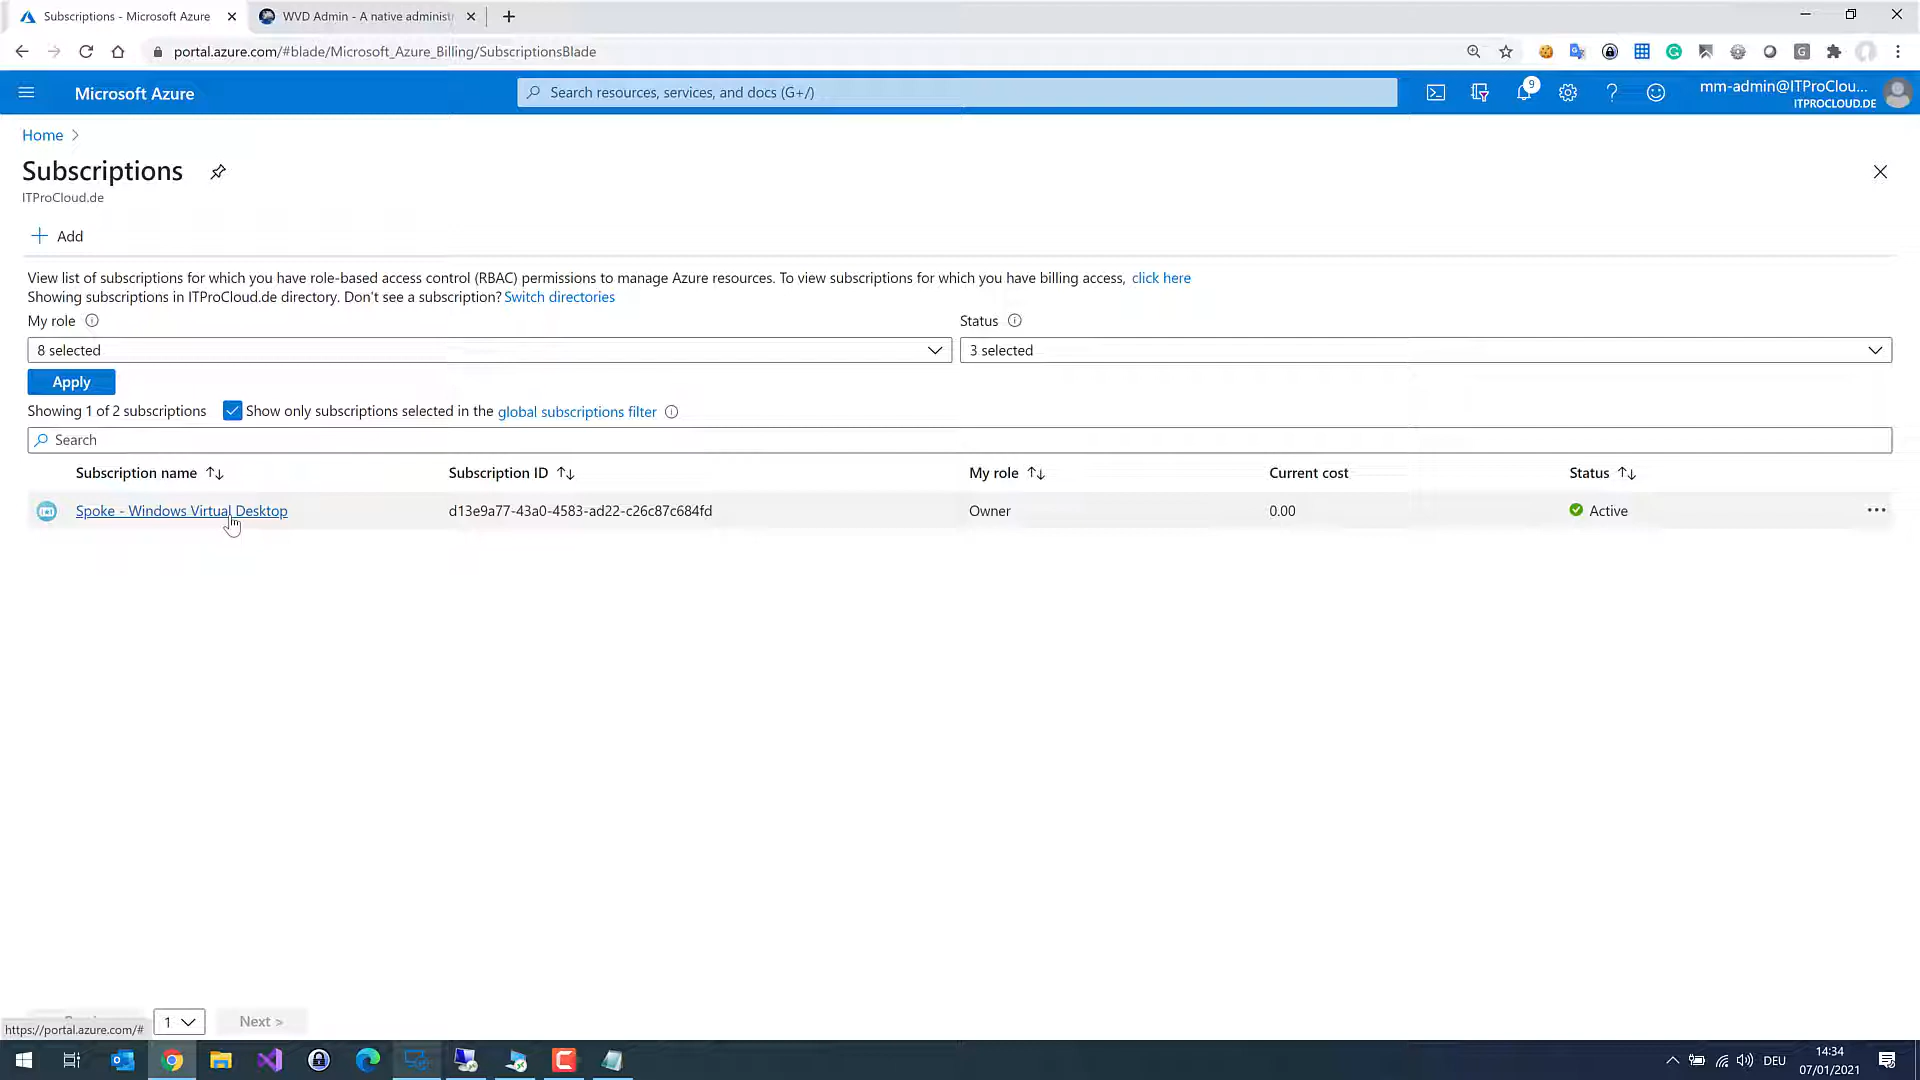 Subscriptions - Microsoft Azure
WVD Admin - A native administ
portal.azure.com/#blade/Microsoft_Azure_Billing/SubscriptionsBlade
Microsoft Azure
Search resources, services, and docs (G+/)
9
mm-admin@ITProClou...
ITPROCLOUD.DE
Home
Subscriptions
ITProCloud.de
Add
View list of subscriptions for which you have role-based access control (RBAC) permissions to manage Azure resources. To view subscriptions for which you have billing access, click here
Showing subscriptions in ITProCloud.de directory. Don't see a subscription? Switch directories
My role
Status
8 selected
3 selected
Apply
Showing 1 of 2 subscriptions
Show only subscriptions selected in the global subscriptions filter
Search
Subscription name
Subscription ID
My role
Current cost
Status
Spoke - Windows Virtual Desktop
d13e9a77-43a0-4583-ad22-c26c87c684fd
Owner
0.00
Active
1
Next >
https://portal.azure.com/#
DEU
14:34
07/01/2021